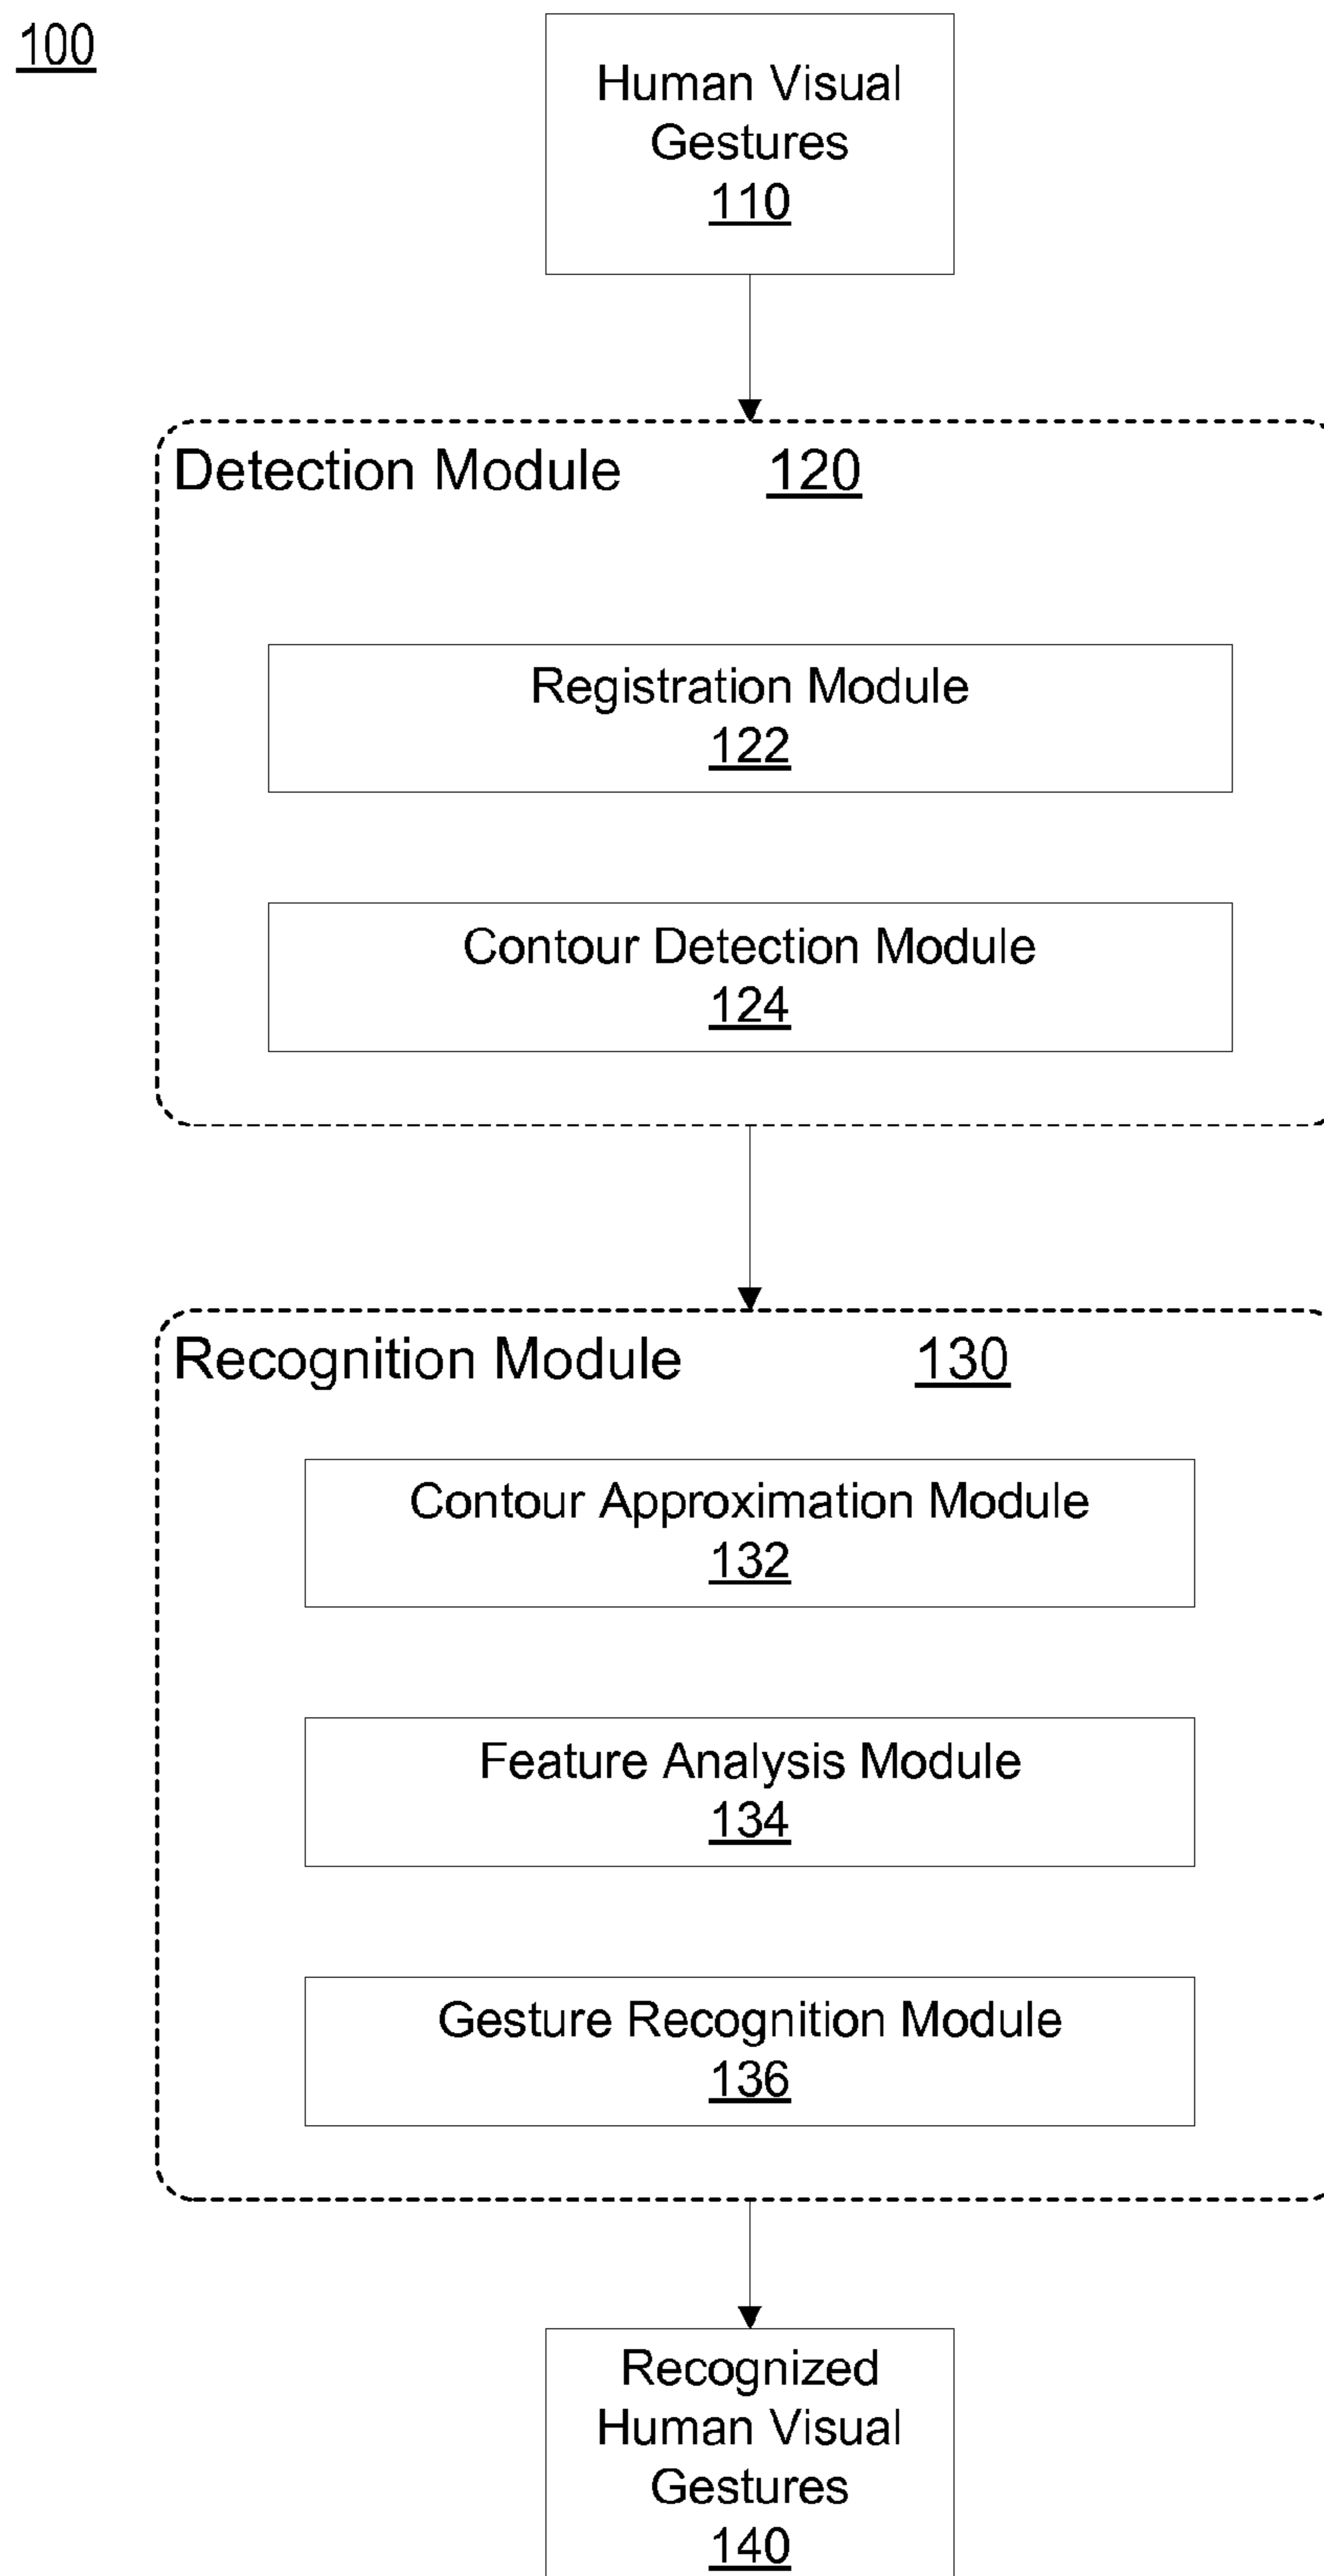 100
Human Visual
Gestures
110
Detection Module 120
Registration Module
122
Contour Detection Module
124
Recognition Module 130
Contour Approximation Module
132
Feature Analysis Module
134
Gesture Recognition Module
136
Recognized
Human Visual
Gestures
140